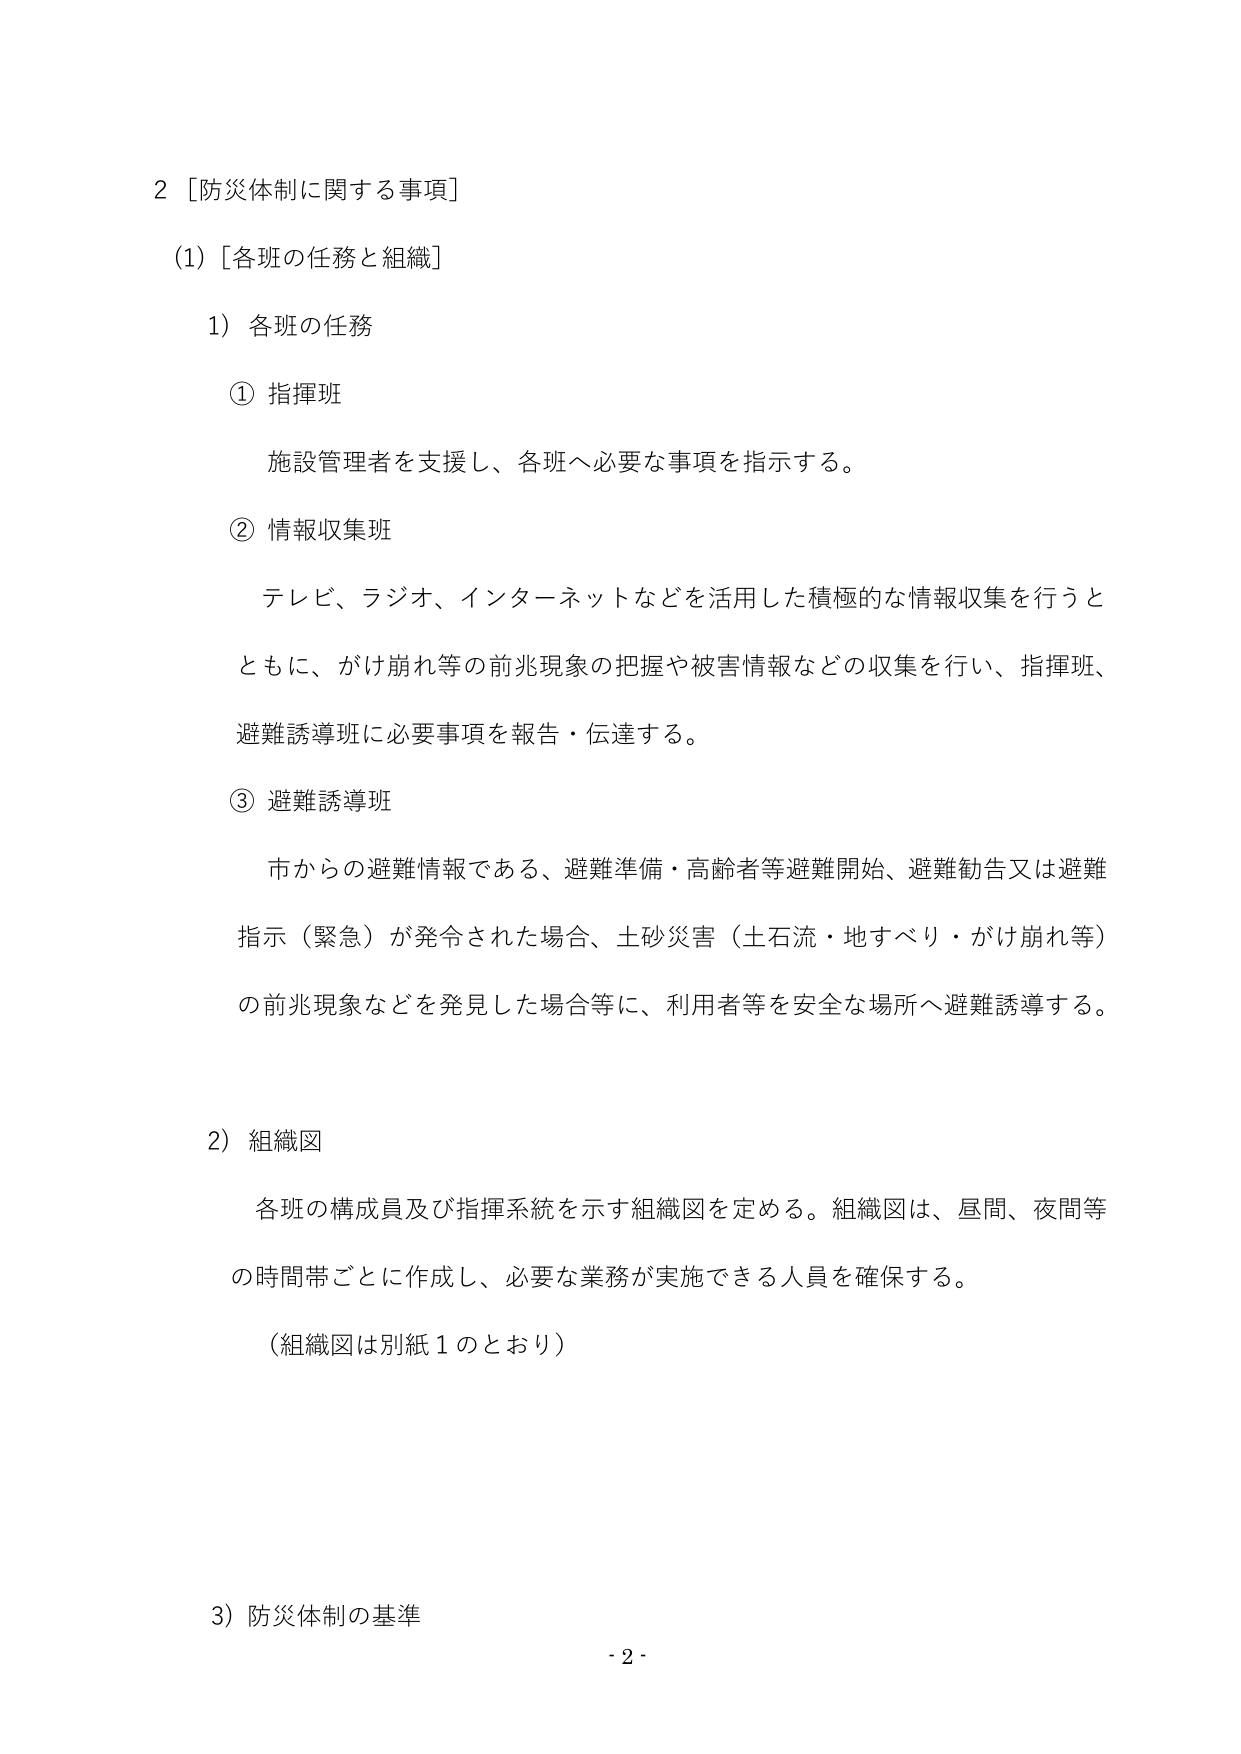 2［防災体制に関する事項］
(1)［各班の任務と組織］
1) 各班の任務
① 指揮班
施設管理者を支援し、各班へ必要な事項を指示する。
② 情報収集班
テレビ、ラジオ、インターネットなどを活用した積極的な情報収集を行うと
ともに、がけ崩れ等の前兆現象の把握や被害情報などの収集を行い、指揮班、
避難誘導班に必要事項を報告・伝達する。
③ 避難誘導班
市からの避難情報である、避難準備・高齢者等避難開始、避難勧告又は避難
指示（緊急）が発令された場合、土砂災害（土石流・地すべり・がけ崩れ等）
の前兆現象などを発見した場合等に、利用者等を安全な場所へ避難誘導する。
2) 組織図
各班の構成員及び指揮系統を示す組織図を定める。組織図は、昼間、夜間等
の時間帯ごとに作成し、必要な業務が実施できる人員を確保する。
（組織図は別紙１のとおり）
3) 防災体制の基準
- 2 -